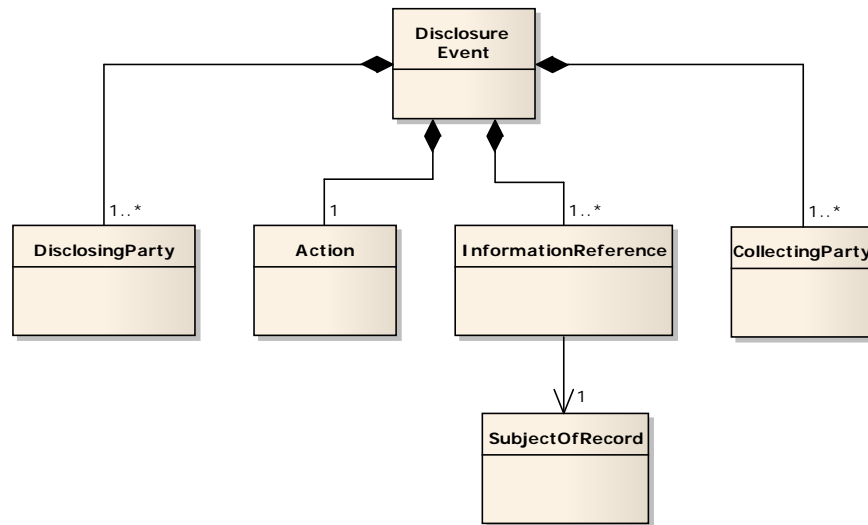 Disclosure
Event
1..*
1
1..*
1..*
DisclosingParty
Action
InformationReference
CollectingParty
1
SubjectOfRecord